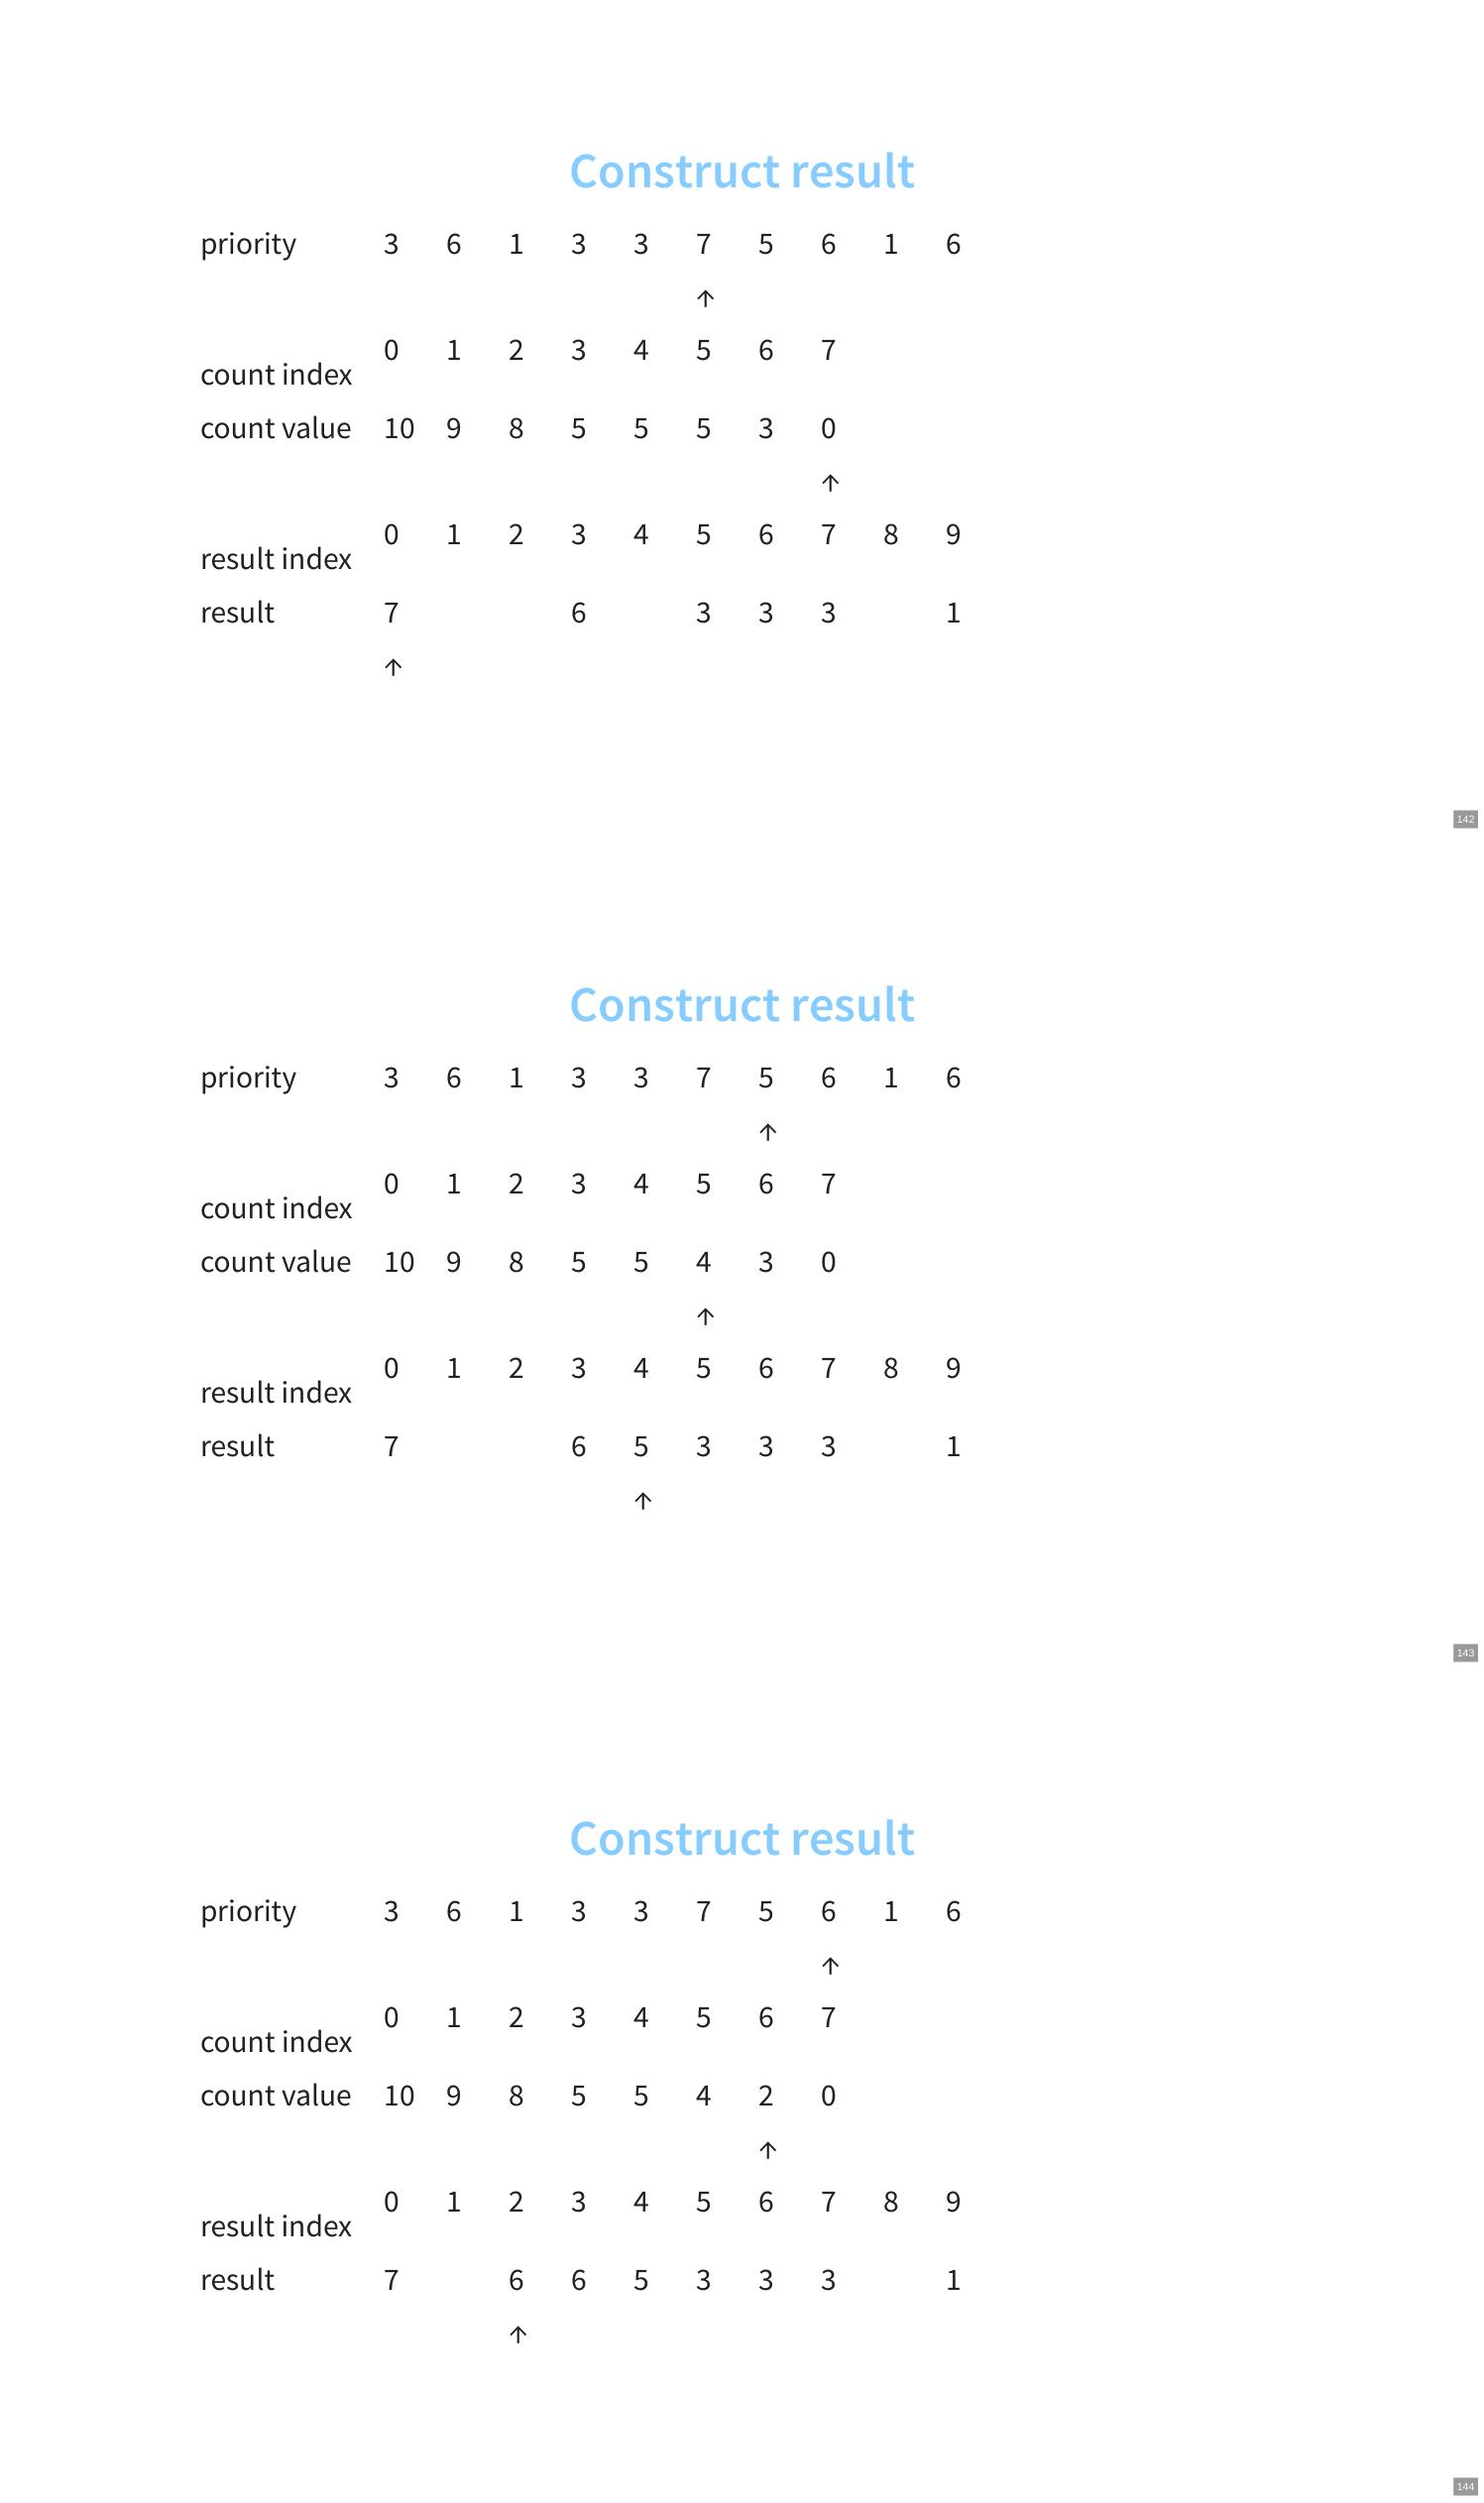 Construct result
priority 3 6 1 3 3 7 5 6 1 6
↑
0 1 2 3 4 5 6 7
count index
count value 10 9 8 5 5 5 3 0
↑
0 1 2 3 4 5 6 7 8 9
result index
result 7 6 3 3 3 1
↑
142
Construct result
priority 3 6 1 3 3 7 5 6 1 6
↑
0 1 2 3 4 5 6 7
count index
count value 10 9 8 5 5 4 3 0
↑
0 1 2 3 4 5 6 7 8 9
result index
result 7 6 5 3 3 3 1
↑
143
Construct result
priority 3 6 1 3 3 7 5 6 1 6
↑
0 1 2 3 4 5 6 7
count index
count value 10 9 8 5 5 4 2 0
↑
0 1 2 3 4 5 6 7 8 9
result index
result 7 6 6 5 3 3 3 1
↑
144